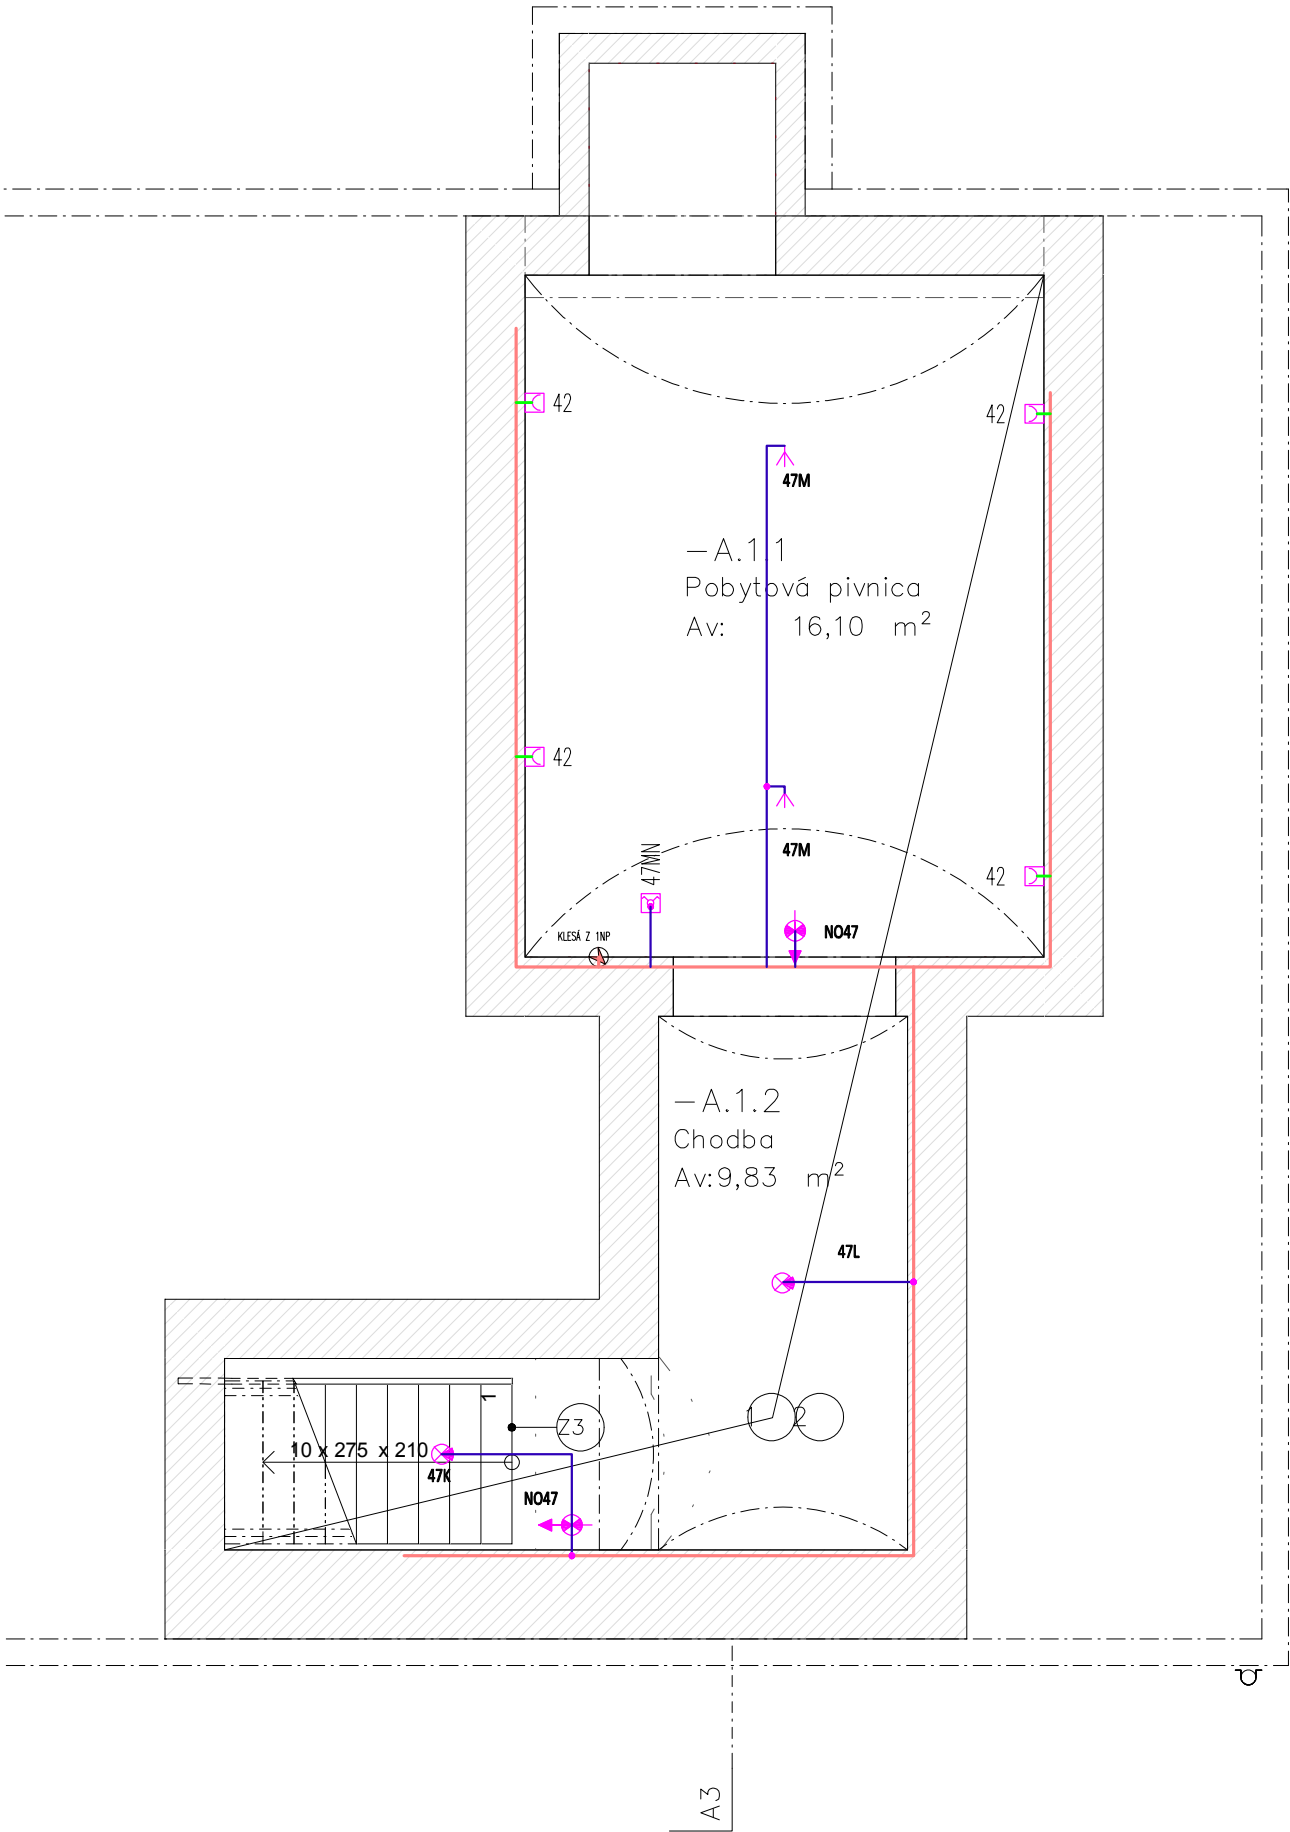 42
42
47M
-A.1.1
Pobytová pivnica
Av: 16,10 m²
42
47M
47MN
42
NO47
KLESÁ Z 1NP
-A.1.2
Chodba
Av:9,83 m²
47L
1
Z3
1
2
10 x 275 x 210
47K
NO47
A3